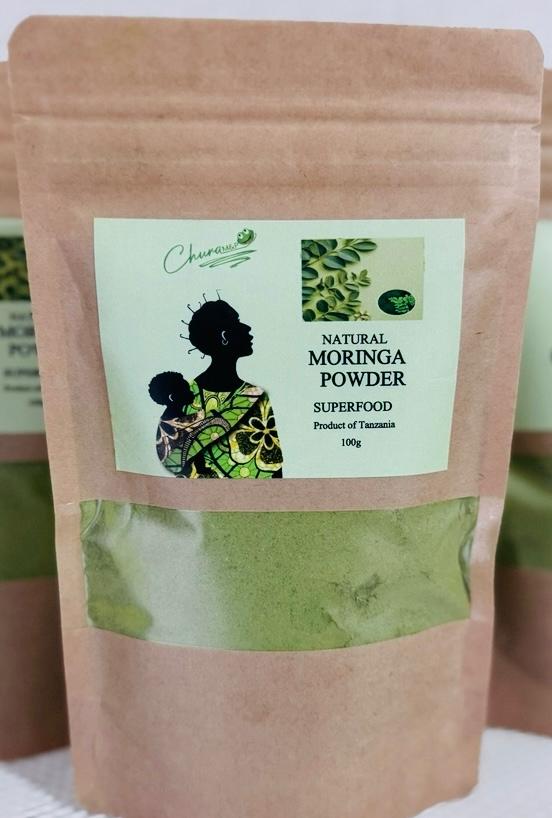 Chura
NATURAL
MORINGA
POWDER
SUPERFOOD
Product of Tanzania
100g